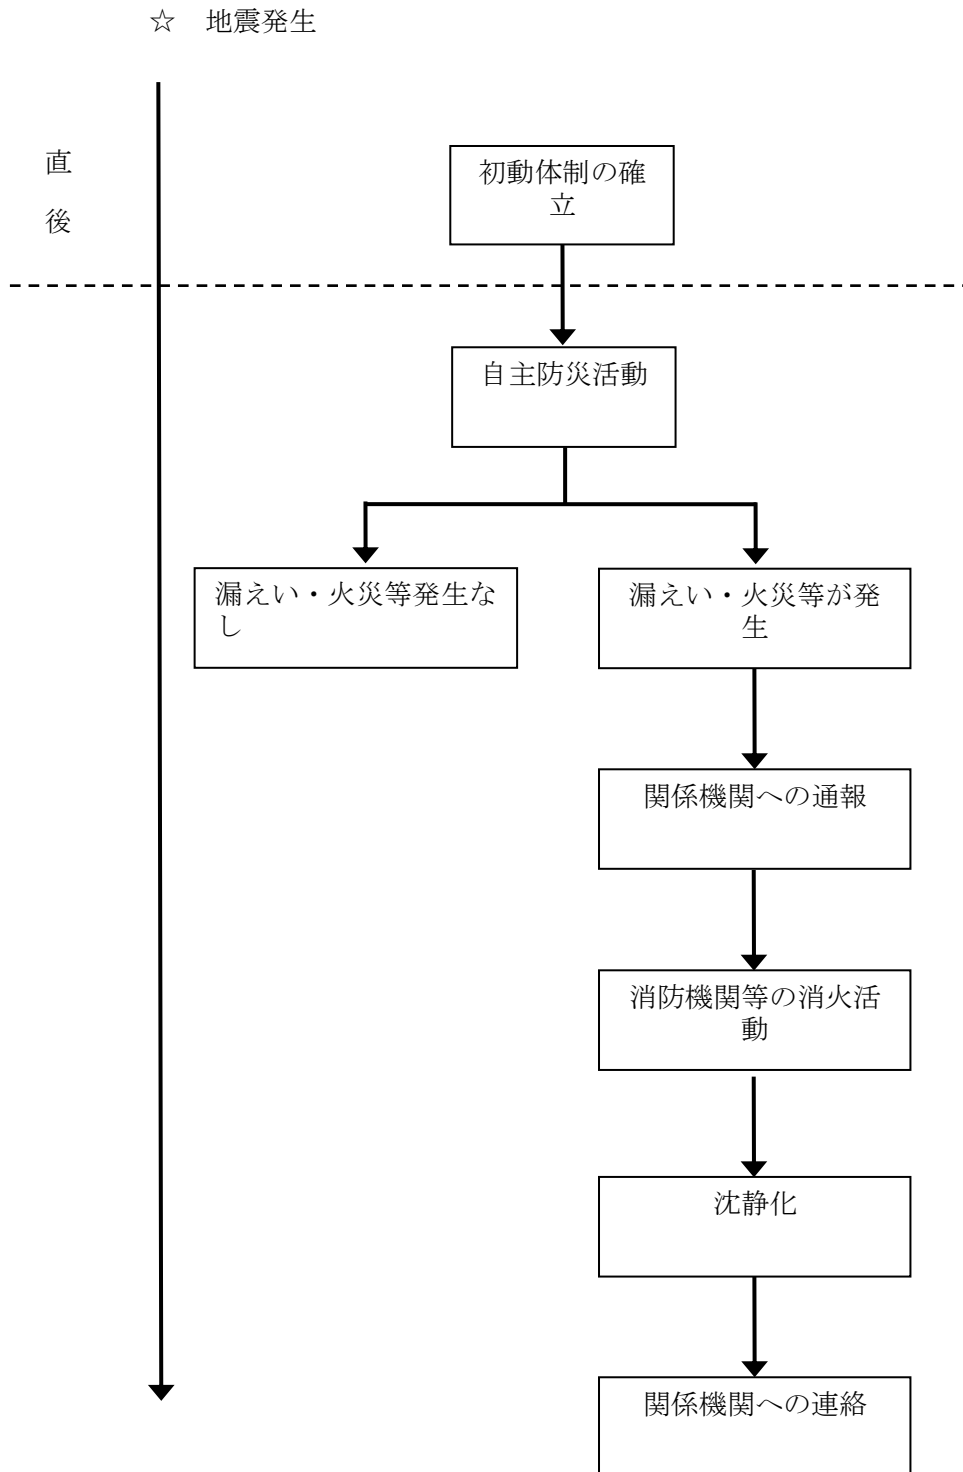 ☆　地震発生
直
後
初動体制の確
立
自主防災活動
漏えい・火災等発生な
し
漏えい・火災等が発
生
関係機関への通報
消防機関等の消火活
動
沈静化
関係機関への連絡